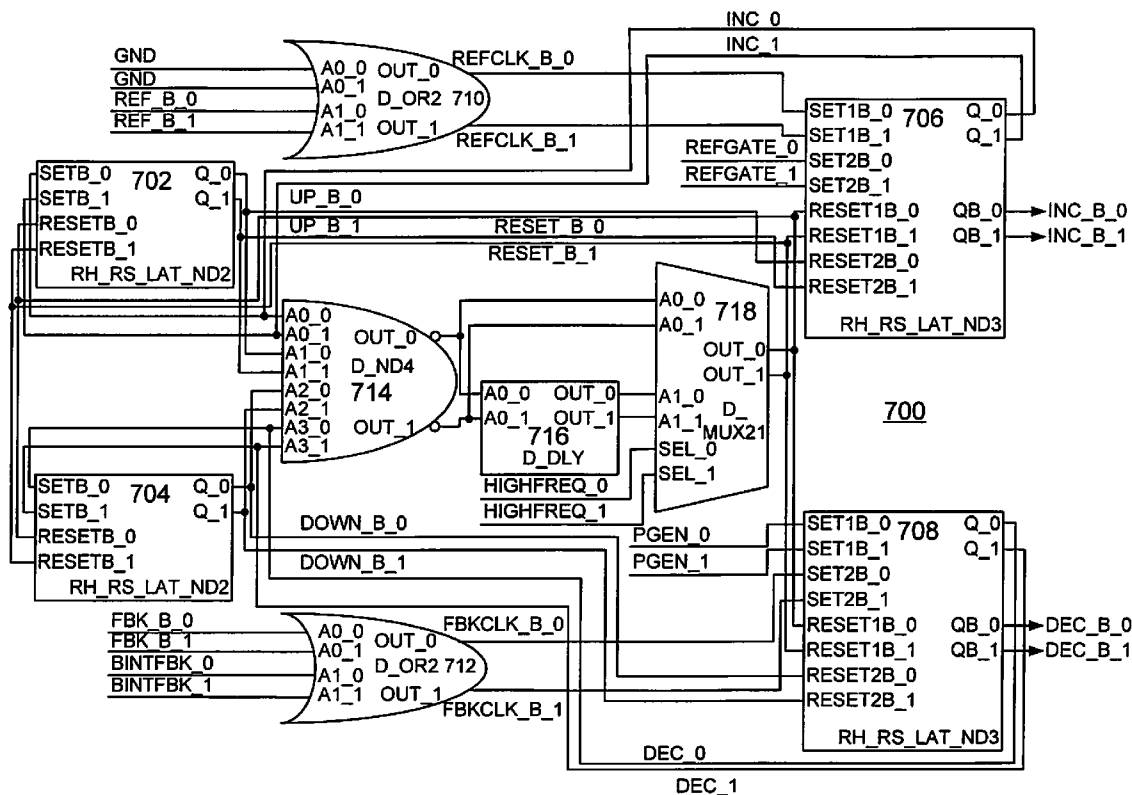 INC_0
INC_1
GND
GND
REF_B_0
REF_B_1
A0_0
A0_1
A1_0
A1_1
OUT_0
D_OR2 710
OUT_1
REFCLK_B_0
REFCLK_B_1
REFGATE_0
REFGATE_1
SET1B_0
SET1B_1
SET2B_0
SET2B_1
RESET1B_0
RESET1B_1
RESET2B_0
RESET2B_1
706
Q_0
Q_1
QB_0
QB_1
RH_RS_LAT_ND3
INC_B_0
INC_B_1
SETB_0
SETB_1
RESETB_0
RESETB_1
702
Q_0
Q_1
RH_RS_LAT_ND2
UP_B_0
UP_B_1
RESET_B_0
RESET_B_1
A0_0
A0_1
A1_0
A1_1
A2_0
A2_1
A3_0
A3_1
OUT_0
D_ND4
714
OUT_1
A0_0
A0_1
OUT_0
OUT_1
716
D_DLY
A0_0
A0_1
718
OUT_0
OUT_1
A1_0
A1_1
D_
MUX21
SEL_0
SEL_1
HIGHFREQ_0
HIGHFREQ_1
700
SETB_0
SETB_1
RESETB_0
RESETB_1
704
Q_0
Q_1
RH_RS_LAT_ND2
DOWN_B_0
DOWN_B_1
PGEN_0
PGEN_1
SET1B_0
SET1B_1
SET2B_0
SET2B_1
RESET1B_0
RESET1B_1
RESET2B_0
RESET2B_1
708
Q_0
Q_1
QB_0
QB_1
RH_RS_LAT_ND3
DEC_B_0
DEC_B_1
FBK_B_0
FBK_B_1
BINTFBK_0
BINTFBK_1
A0_0
A0_1
A1_0
A1_1
OUT_0
D_OR2 712
OUT_1
FBKCLK_B_0
FBKCLK_B_1
DEC_0
DEC_1